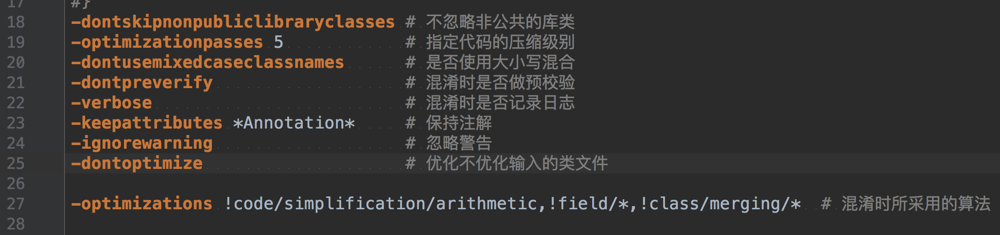 17 #}
18 -dontskipnonpubliclibraryclasses # 不忽略非公共的库类
19 -optimizationpasses 5 # 指定代码的压缩级别
20 -dontusemixedcaseclassnames # 是否使用大小写混合
21 -dontpreverify # 混淆时是否做预校验
22 -verbose # 混淆时是否记录日志
23 -keepattributes *Annotation* # 保持注解
24 -ignorewarning # 忽略警告
25 -dontoptimize # 优化不优化输入的类文件
26
27 -optimizations !code/simplification/arithmetic,!field/*,!class/merging/* # 混淆时所采用的算法
28